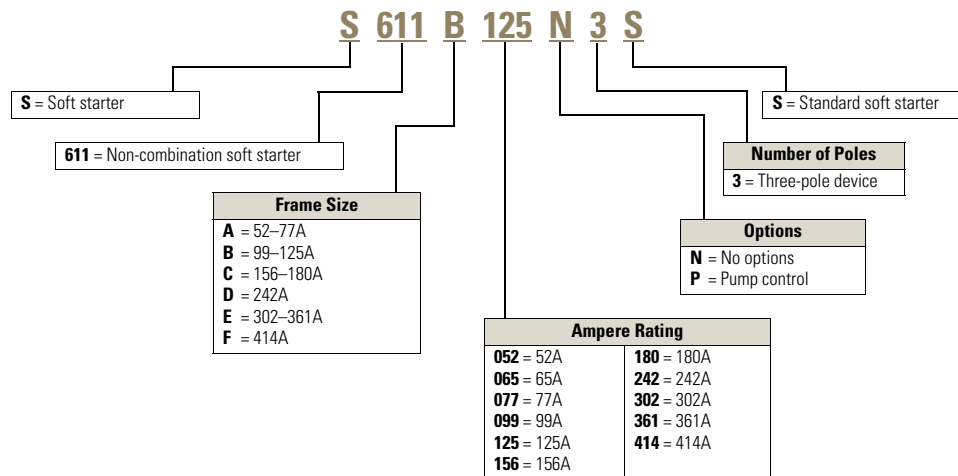 S 611 B 125 N 3 S
S = Soft starter
S = Standard soft starter
611 = Non-combination soft starter
Number of Poles
3 = Three-pole device
Frame Size
A = 52–77A
B = 99–125A
C = 156–180A
D = 242A
E = 302–361A
F = 414A
Options
N = No options
P = Pump control
Ampere Rating
052 = 52A
065 = 65A
077 = 77A
099 = 99A
125 = 125A
156 = 156A
180 = 180A
242 = 242A
302 = 302A
361 = 361A
414 = 414A